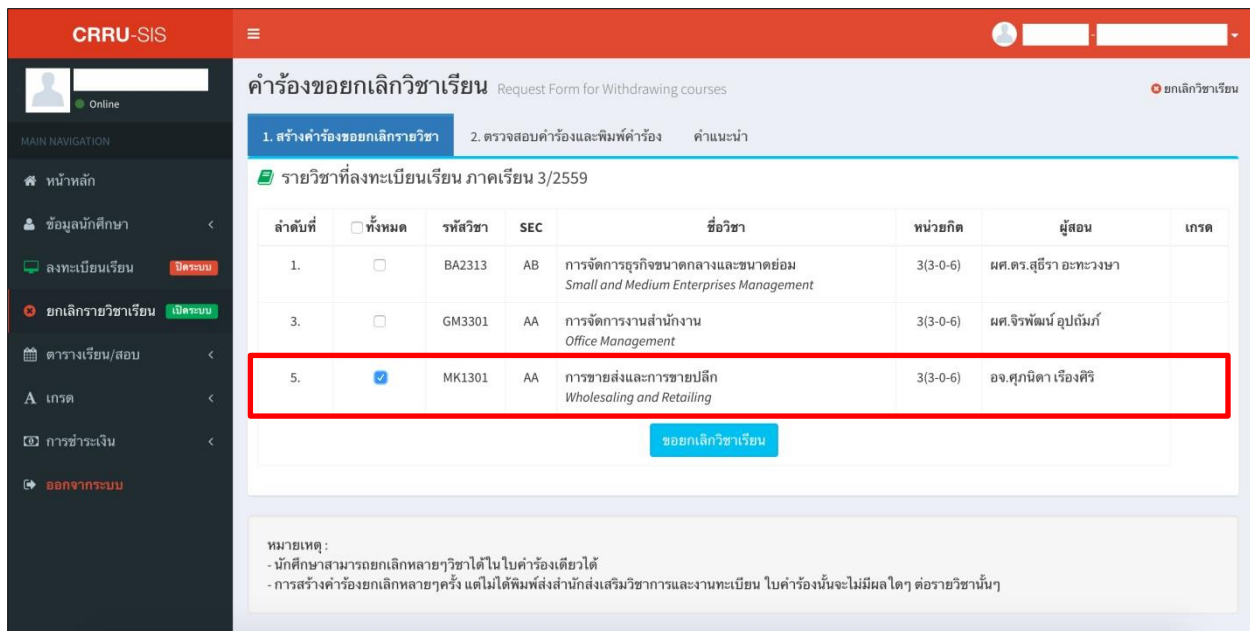 CRRU-SIS
-
Online
MAIN NAVIGATION
หน้าหลัก
ข้อมูลนักศึกษา
ลงทะเบียนเรียน ปิดระบบ
ยกเลิกรายวิชาเรียน เปิดระบบ
ตารางเรียน/สอบ
A เกรด
การชำระเงิน
ออกจากระบบ
คำร้องขอยกเลิกวิชาเรียน Request Form for Withdrawing courses
ยกเลิกวิชาเรียน
1. สร้างคำร้องขอยกเลิกรายวิชา 2. ตรวจสอบคำร้องและพิมพ์คำร้อง คำแนะนำ
รายวิชาที่ลงทะเบียนเรียน ภาคเรียน 3/2559
ลำดับที่ ทั้งหมด รหัสวิชา SEC ชื่อวิชา หน่วยกิต ผู้สอน เกรด
1. BA2313 AB การจัดการธุรกิจขนาดกลางและขนาดย่อม 3(3-0-6) ผศ.ดร.สุธีรา อะทะวงษา
Small and Medium Enterprises Management
3. GM3301 AA การจัดการงานสำนักงาน 3(3-0-6) ผศ.จิรพัฒน์ อุปถัมภ์
Office Management
5. MK1301 AA การขายส่งและการขายปลีก 3(3-0-6) อจ.ศุภนิดา เรืองศิริ
Wholesaling and Retailing
ขอยกเลิกวิชาเรียน
หมายเหตุ :
- นักศึกษาสามารถยกเลิกหลายๆวิชาได้ในใบคำร้องเดียวได้
- การสร้างคำร้องยกเลิกหลายๆครั้ง แต่ไม่ได้พิมพ์ส่งสำนักส่งเสริมวิชาการและงานทะเบียน ใบคำร้องนั้นจะไม่มีผลใดๆ ต่อรายวิชานั้นๆ